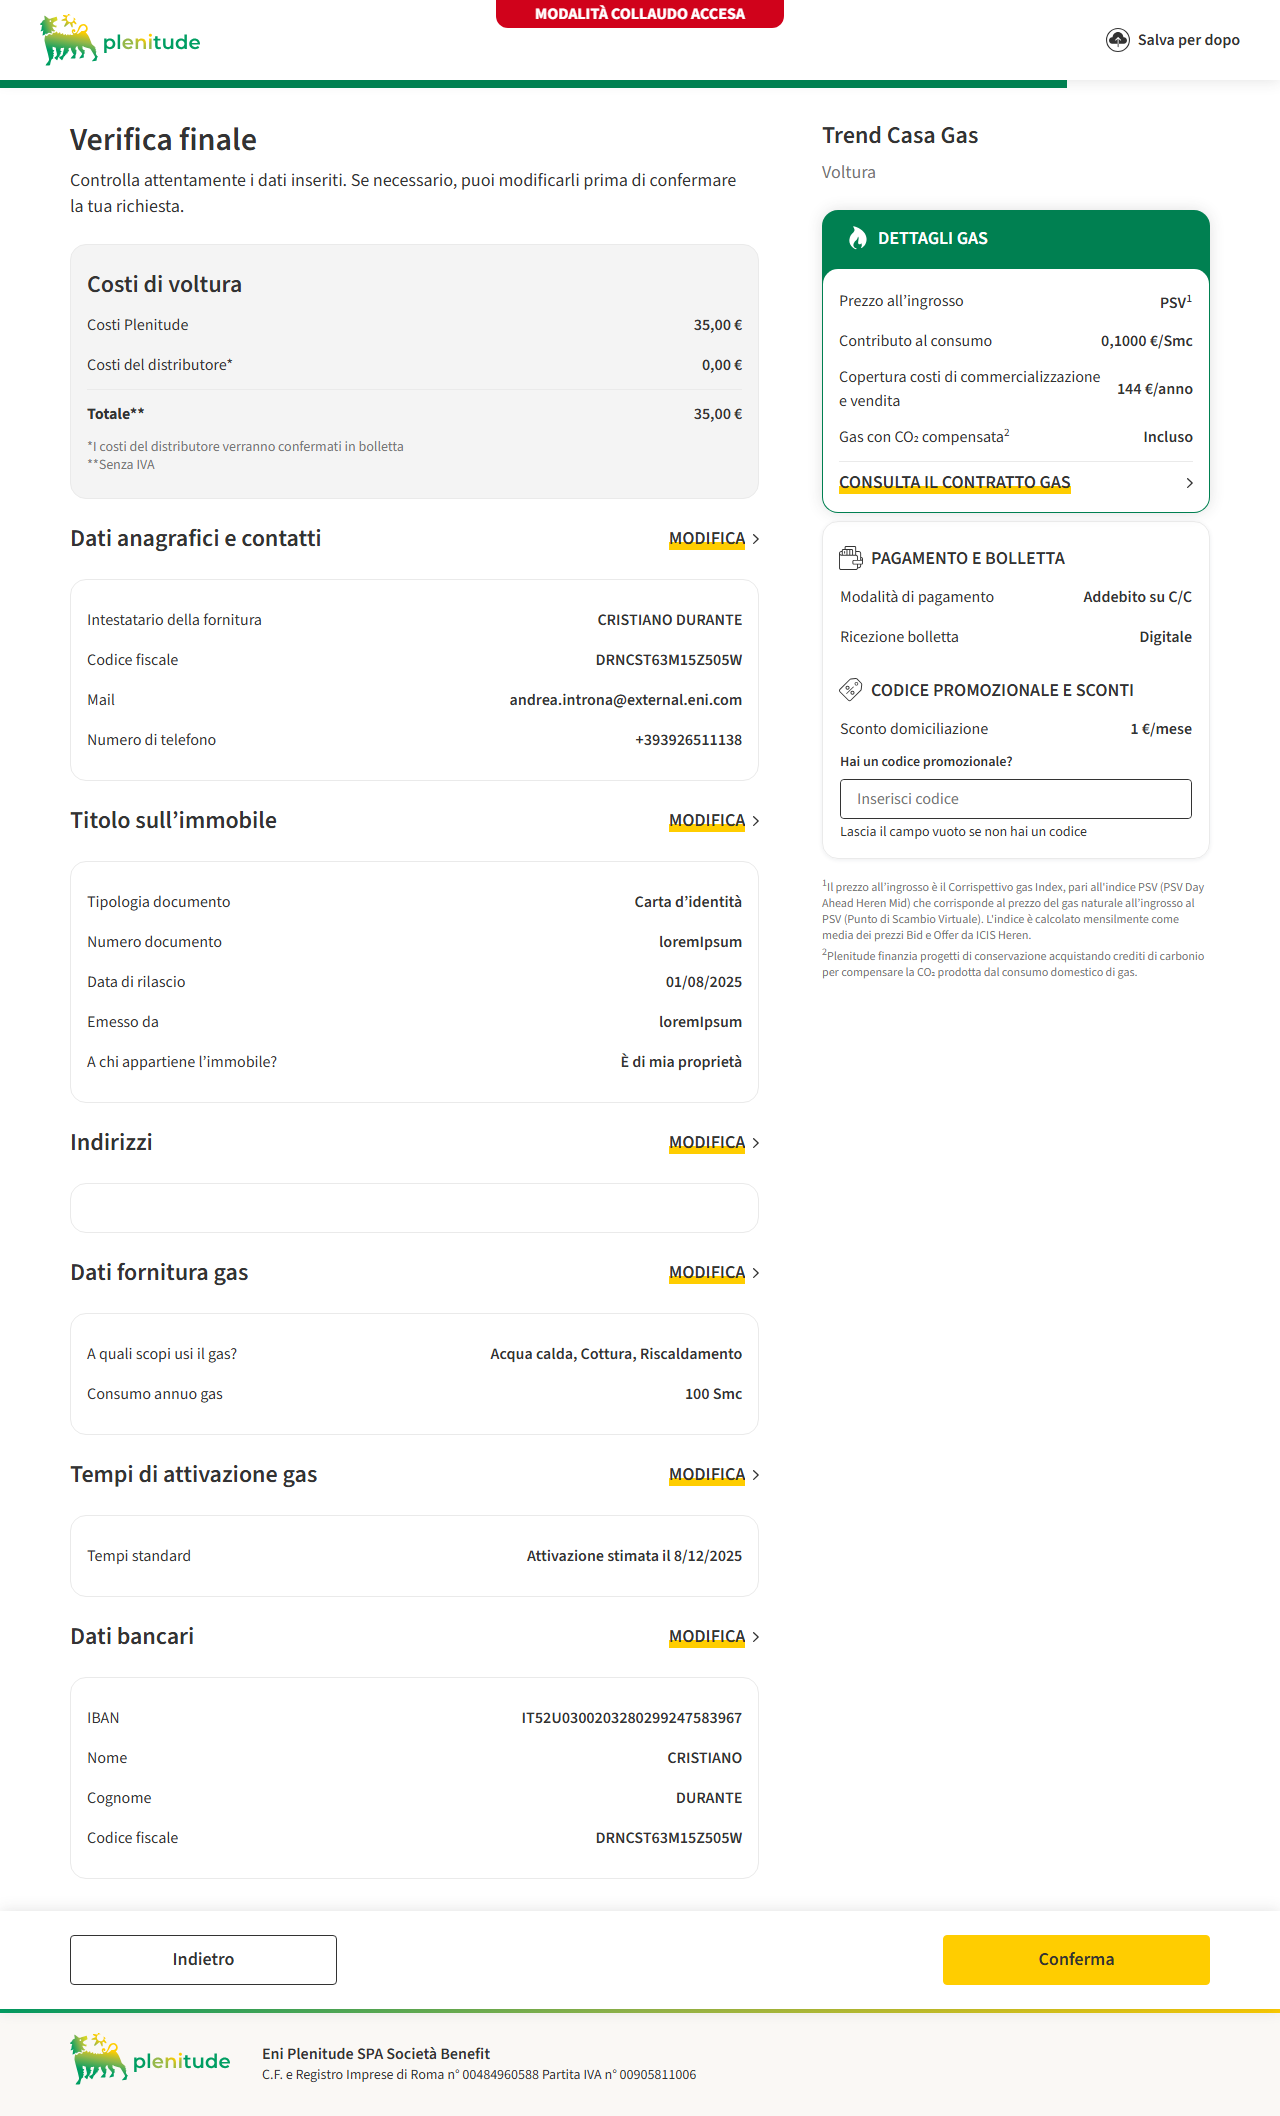 MODALITÀ COLLAUDO ACCESA
plenitude
Salva per dopo
Verifica finale
Controlla attentamente i dati inseriti. Se necessario, puoi modificarli prima di confermare
la tua richiesta.
Costi di voltura
Costi Plenitude 35,00 €
Costi del distributore* 0,00 €
Totale** 35,00 €
*I costi del distributore verranno confermati in bolletta
**Senza IVA
Dati anagrafici e contatti MODIFICA
Intestatario della fornitura CRISTIANO DURANTE
Codice fiscale DRNCST63M15Z505W
Mail andrea.introna@external.eni.com
Numero di telefono +393926511138
Titolo sull’immobile MODIFICA
Tipologia documento Carta d’identità
Numero documento loremIpsum
Data di rilascio 01/08/2025
Emesso da loremIpsum
A chi appartiene l’immobile? È di mia proprietà
Indirizzi MODIFICA
Dati fornitura gas MODIFICA
A quali scopi usi il gas? Acqua calda, Cottura, Riscaldamento
Consumo annuo gas 100 Smc
Tempi di attivazione gas MODIFICA
Tempi standard Attivazione stimata il 8/12/2025
Dati bancari MODIFICA
IBAN IT52U0300203280299247583967
Nome CRISTIANO
Cognome DURANTE
Codice fiscale DRNCST63M15Z505W
Trend Casa Gas
Voltura
DETTAGLI GAS
Prezzo all’ingrosso PSV¹
Contributo al consumo 0,1000 €/Smc
Copertura costi di commercializzazione
e vendita 144 €/anno
Gas con CO₂ compensata² Incluso
CONSULTA IL CONTRATTO GAS
PAGAMENTO E BOLLETTA
Modalità di pagamento Addebito su C/C
Ricezione bolletta Digitale
CODICE PROMOZIONALE E SCONTI
Sconto domiciliazione 1 €/mese
Hai un codice promozionale?
Inserisci codice
Lascia il campo vuoto se non hai un codice
¹Il prezzo all’ingrosso è il Corrispettivo gas Index, pari all’indice PSV (PSV Day
Ahead Heren Mid) che corrisponde al prezzo del gas naturale all’ingrosso al
PSV (Punto di Scambio Virtuale). L’indice è calcolato mensilmente come
media dei prezzi Bid e Offer da ICIS Heren.
²Plenitude finanzia progetti di conservazione acquistando crediti di carbonio
per compensare la CO₂ prodotta dal consumo domestico di gas.
Indietro
Conferma
plenitude
Eni Plenitude SPA Società Benefit
C.F. e Registro Imprese di Roma n° 00484960588 Partita IVA n° 00905811006